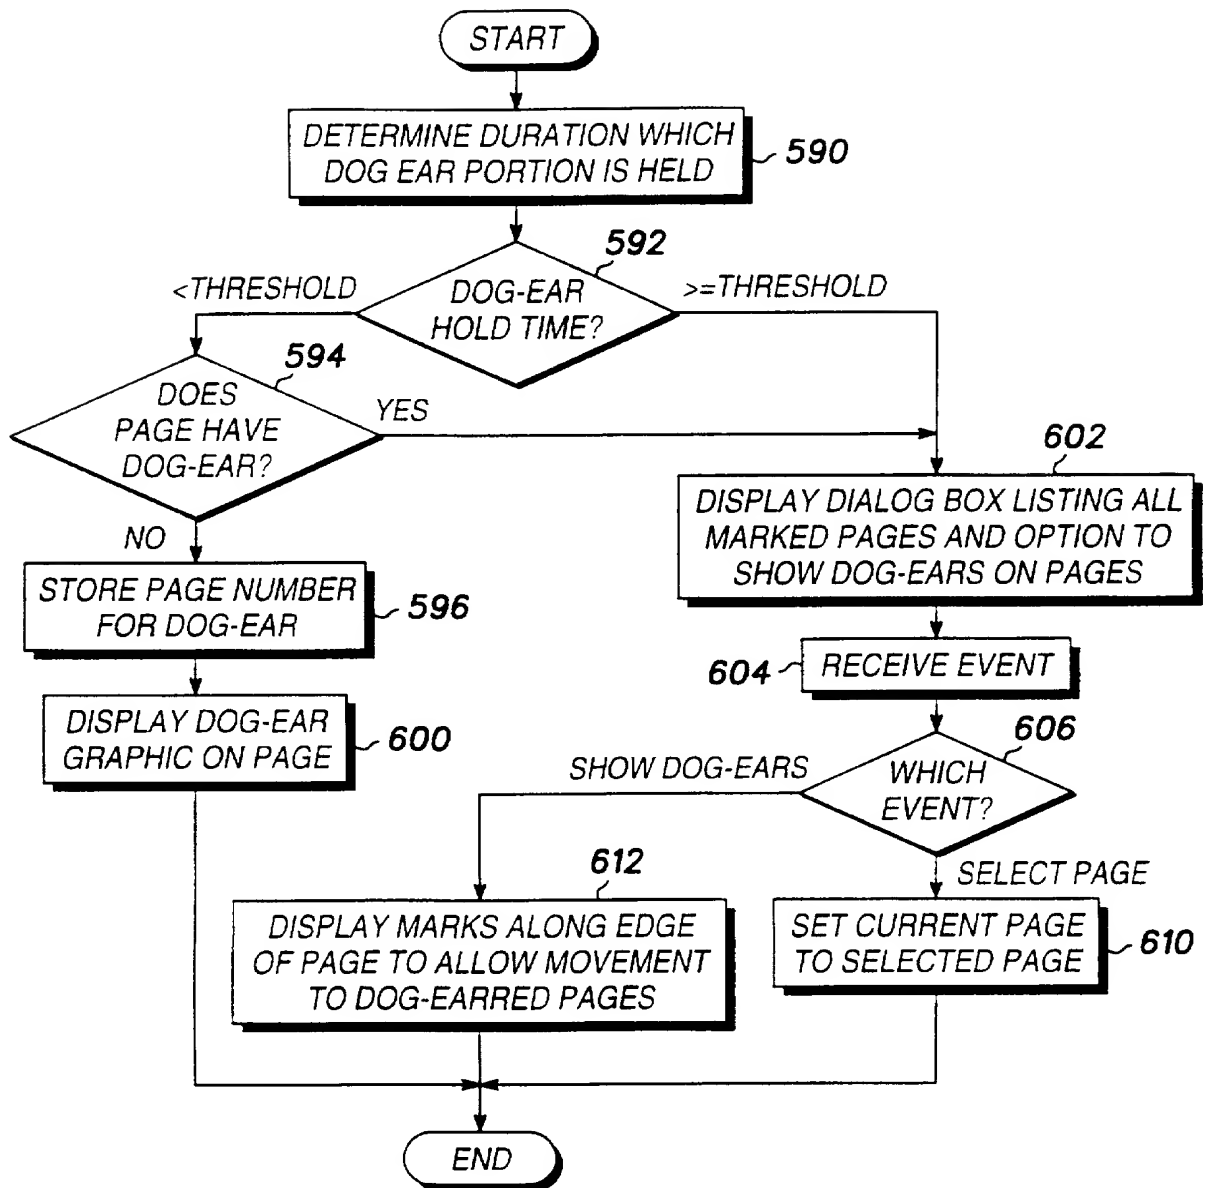 START
DETERMINE DURATION WHICH
DOG EAR PORTION IS HELD
590
592
<THRESHOLD
DOG-EAR
HOLD TIME?
>=THRESHOLD
594
DOES
PAGE HAVE
DOG-EAR?
YES
NO
602
DISPLAY DIALOG BOX LISTING ALL
MARKED PAGES AND OPTION TO
SHOW DOG-EARS ON PAGES
STORE PAGE NUMBER
FOR DOG-EAR
596
604
RECEIVE EVENT
DISPLAY DOG-EAR
GRAPHIC ON PAGE
600
606
SHOW DOG-EARS
WHICH
EVENT?
SELECT PAGE
612
DISPLAY MARKS ALONG EDGE
OF PAGE TO ALLOW MOVEMENT
TO DOG-EARRED PAGES
SET CURRENT PAGE
TO SELECTED PAGE
610
END